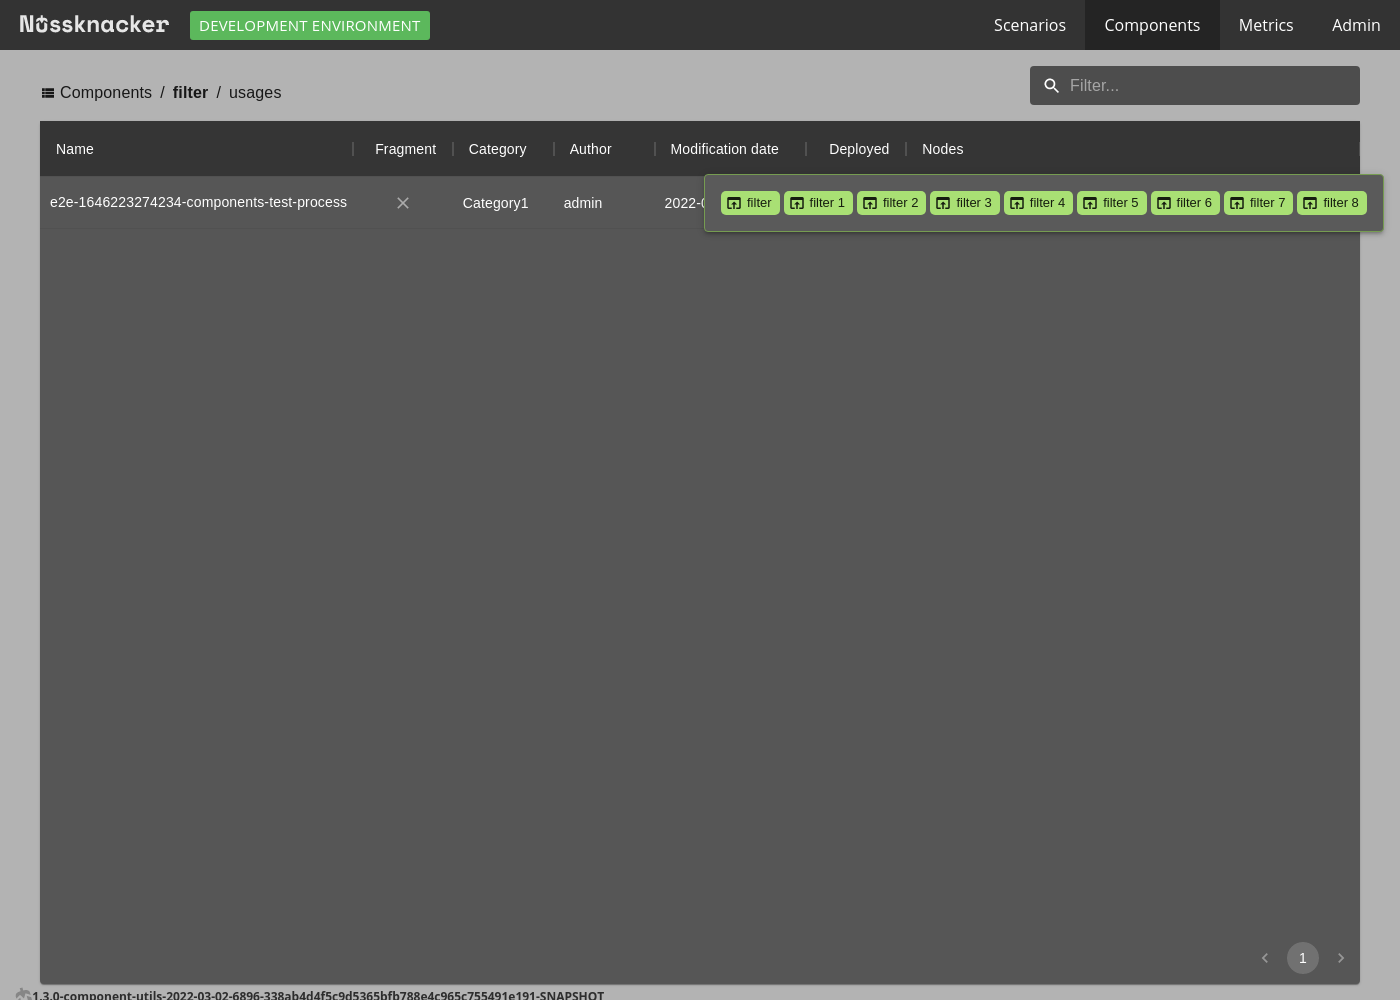 Nussknacker DEVELOPMENT ENVIRONMENT Scenarios Components Metrics Admin
Components / filter / usages Filter...
Name Fragment Category Author Modification date Deployed Nodes
e2e-1646223274234-components-test-process Category1 admin filter filter 1 filter 2 filter 3 filter 4 filter 5 filter 6 filter 7 filter 8
1
1.3.0-component-utils-2022-03-02-6896-338ab4d4f5c9d5365bfb788e4c965c755491e191-SNAPSHOT